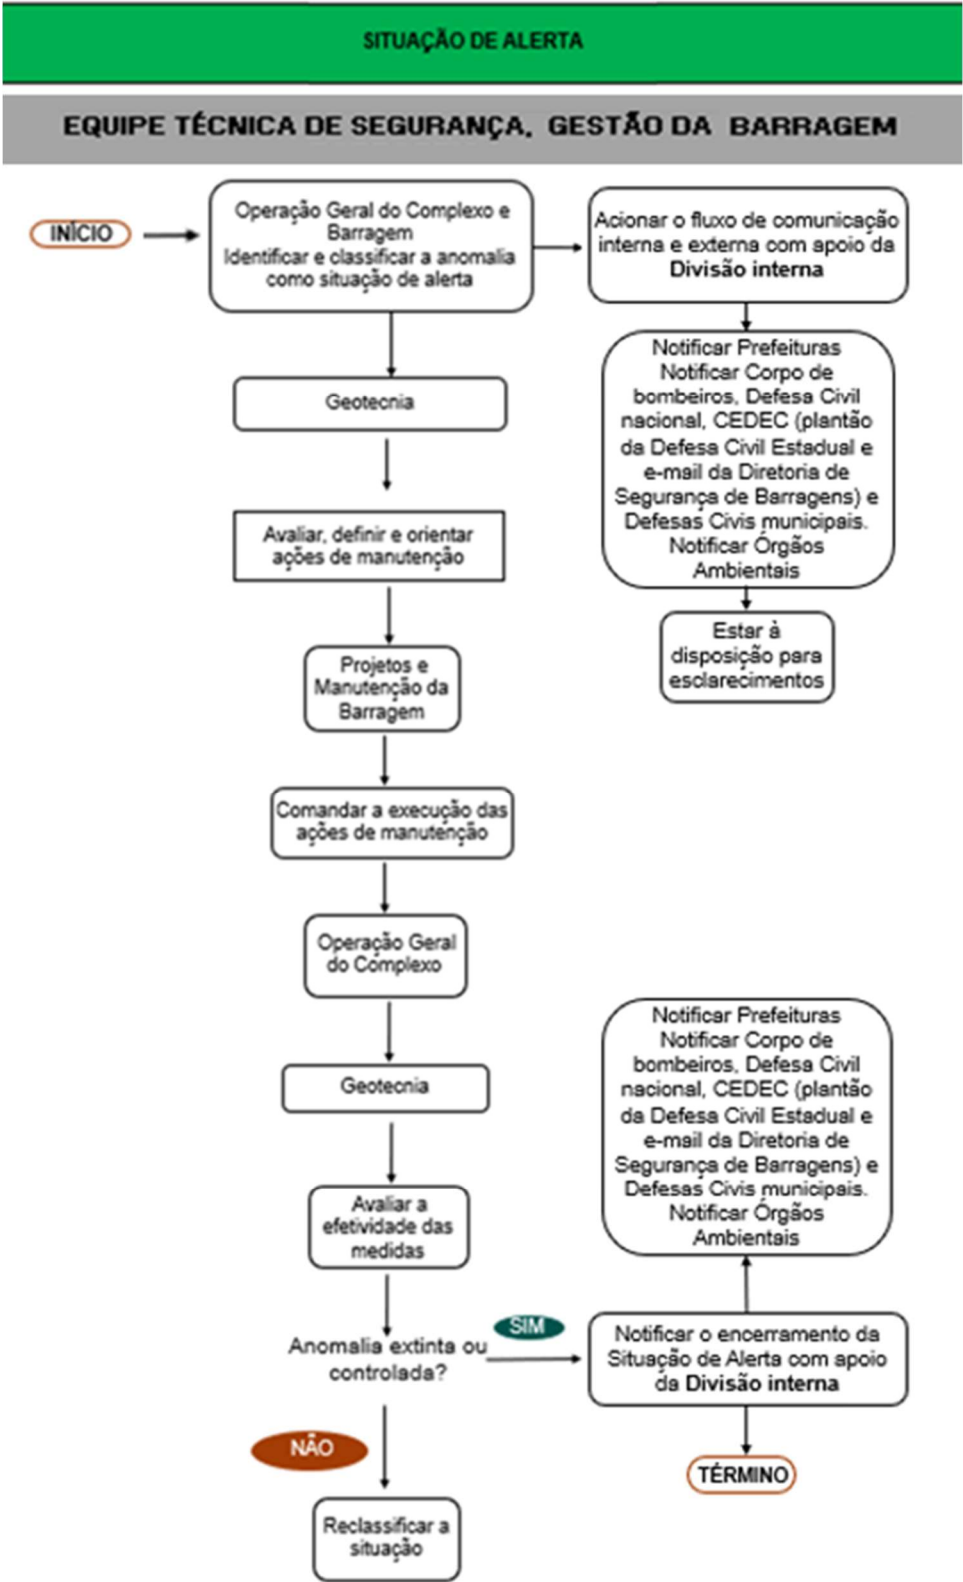 SITUAÇÃO DE ALERTA
EQUIPE TÉCNICA DE SEGURANÇA, GESTÃO DA BARRAGEM
INÍCIO
Operação Geral do Complexo e
Barragem
Identificar e classificar a anomalia
como situação de alerta
Acionar o fluxo de comunicação
interna e externa com apoio da
Divisão interna
Notificar Prefeituras
Notificar Corpo de
bombeiros, Defesa Civil
nacional, CEDEC (plantão
da Defesa Civil Estadual e
e-mail da Diretoria de
Segurança de Barragens) e
Defesas Civis municipais.
Notificar Órgãos
Ambientais
Estar à
disposição para
esclarecimentos
Geotecnia
Avaliar, definir e orientar
ações de manutenção
Projetos e
Manutenção da
Barragem
Comandar a execução das
ações de manutenção
Operação Geral
do Complexo
Geotecnia
Avaliar a
efetividade das
medidas
Anomalia extinta ou
controlada?
SIM
Notificar o encerramento da
Situação de Alerta com apoio
da Divisão interna
Notificar Prefeituras
Notificar Corpo de
bombeiros, Defesa Civil
nacional, CEDEC (plantão
da Defesa Civil Estadual e
e-mail da Diretoria de
Segurança de Barragens) e
Defesas Civis municipais.
Notificar Órgãos
Ambientais
TÉRMINO
NÃO
Reclassificar a
situação